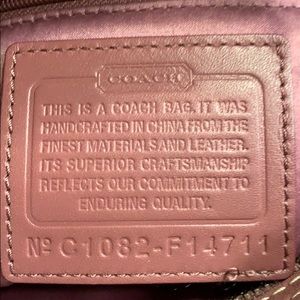 COACH
THIS IS A COACH BAG. IT WAS
HANDCRAFTED IN CHINA FROM THE
FINEST MATERIALS AND LEATHER.
ITS SUPERIOR CRAFTSMANSHIP
REFLECTS OUR COMMITMENT TO
ENDURING QUALITY.
Nº C1082-F14711